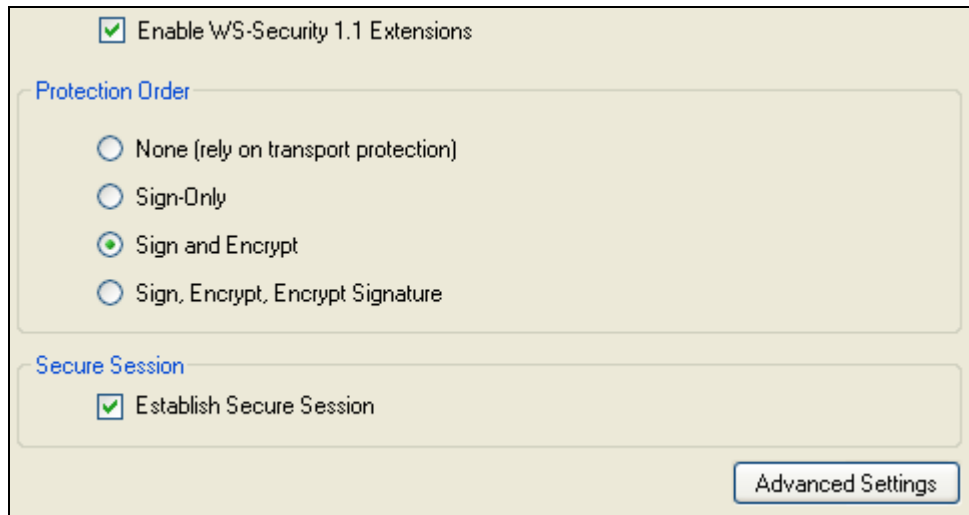 Enable WS-Security 1.1 Extensions
Protection Order
None (rely on transport protection)
Sign-Only
Sign and Encrypt
Sign, Encrypt, Encrypt Signature
Secure Session
Establish Secure Session
Advanced Settings